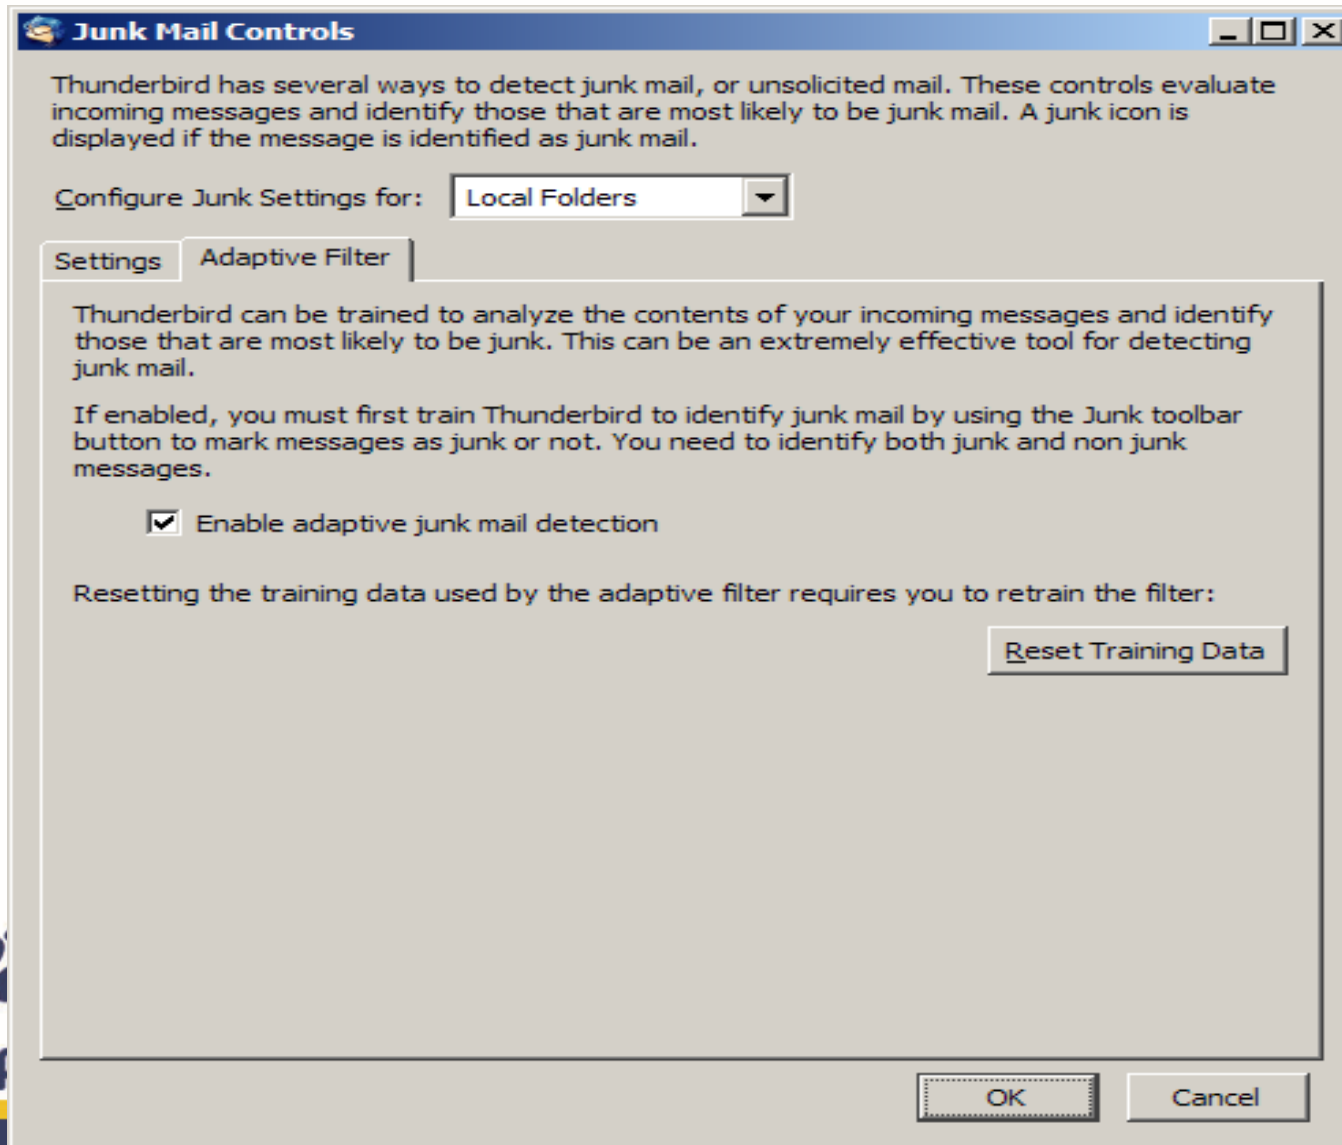 Junk Mail Controls
Thunderbird has several ways to detect junk mail, or unsolicited mail. These controls evaluate
incoming messages and identify those that are most likely to be junk mail. A junk icon is
displayed if the message is identified as junk mail.
Configure Junk Settings for: Local Folders
Settings Adaptive Filter
Thunderbird can be trained to analyze the contents of your incoming messages and identify
those that are most likely to be junk. This can be an extremely effective tool for detecting
junk mail.
If enabled, you must first train Thunderbird to identify junk mail by using the Junk toolbar
button to mark messages as junk or not. You need to identify both junk and non junk
messages.
Enable adaptive junk mail detection
Resetting the training data used by the adaptive filter requires you to retrain the filter:
Reset Training Data
OK Cancel